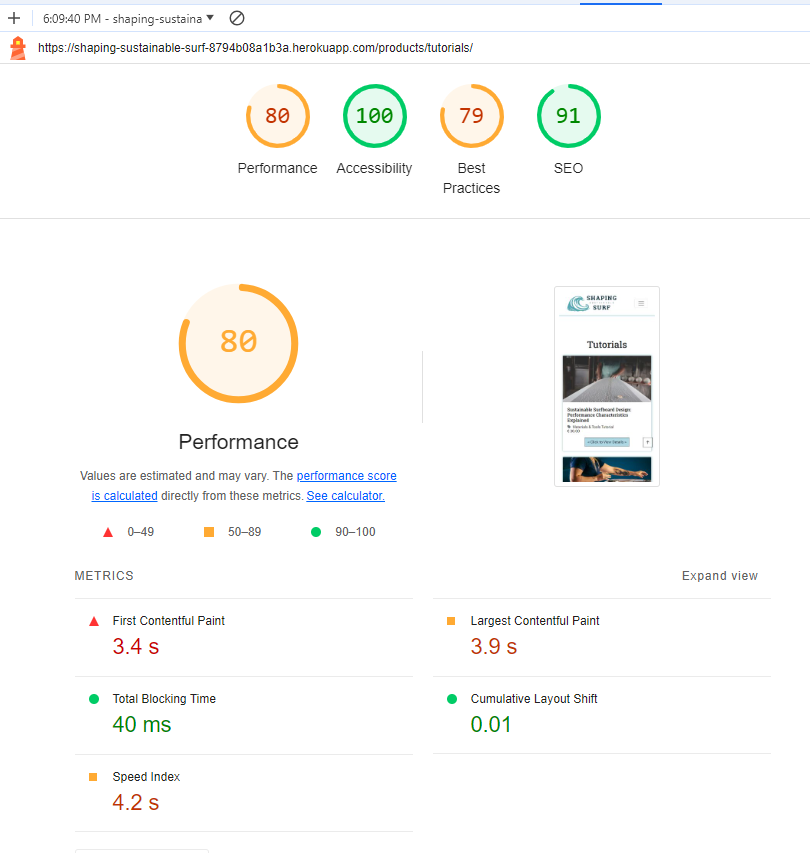 6:09:40 PM - shaping-sustaina
https://shaping-sustainable-surf-8794b08a1b3a.herokuapp.com/products/tutorials/
80
Performance
100
Accessibility
79
Best
Practices
91
SEO
80
Performance
Values are estimated and may vary. The performance score
is calculated directly from these metrics. See calculator.
0–49
50–89
90–100
SHAPING
SURF
Tutorials
Sustainable Surfboard Design:
Performance Characteristics
Explained
Materials & Tools Tutorial
METRICS
Expand view
First Contentful Paint
3.4 s
Largest Contentful Paint
3.9 s
Total Blocking Time
40 ms
Cumulative Layout Shift
0.01
Speed Index
4.2 s